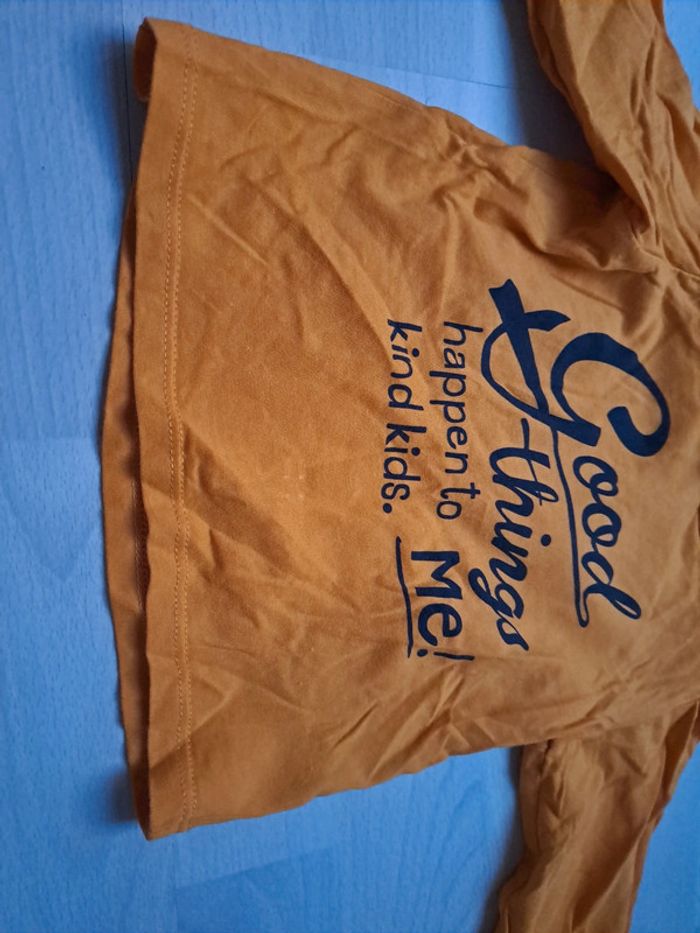 Good
things
happen to
kind kids.
Me!